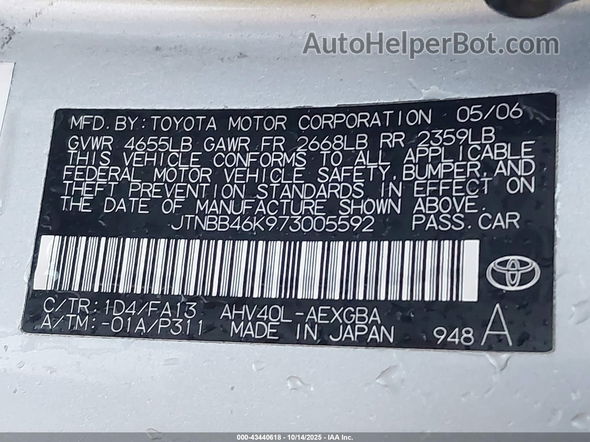 AutoHelperBot.com
MFD. BY: TOYOTA MOTOR CORPORATION 05/06
GVWR 4655LB GAWR FR 2668LB RR 2359LB
THIS VEHICLE CONFORMS TO ALL APPLICABLE
FEDERAL MOTOR VEHICLE SAFETY, BUMPER, AND
THEFT PREVENTION STANDARDS IN EFFECT ON
THE DATE OF MANUFACTURE SHOWN ABOVE.
JTNBB46K973005592 PASS. CAR
C/TR: 1D4/FA13 AHV40L-AEXGBA
A/TM: -01A/P311 MADE IN JAPAN 948 A
000-43440618 - 10/14/2025 - IAA Inc.